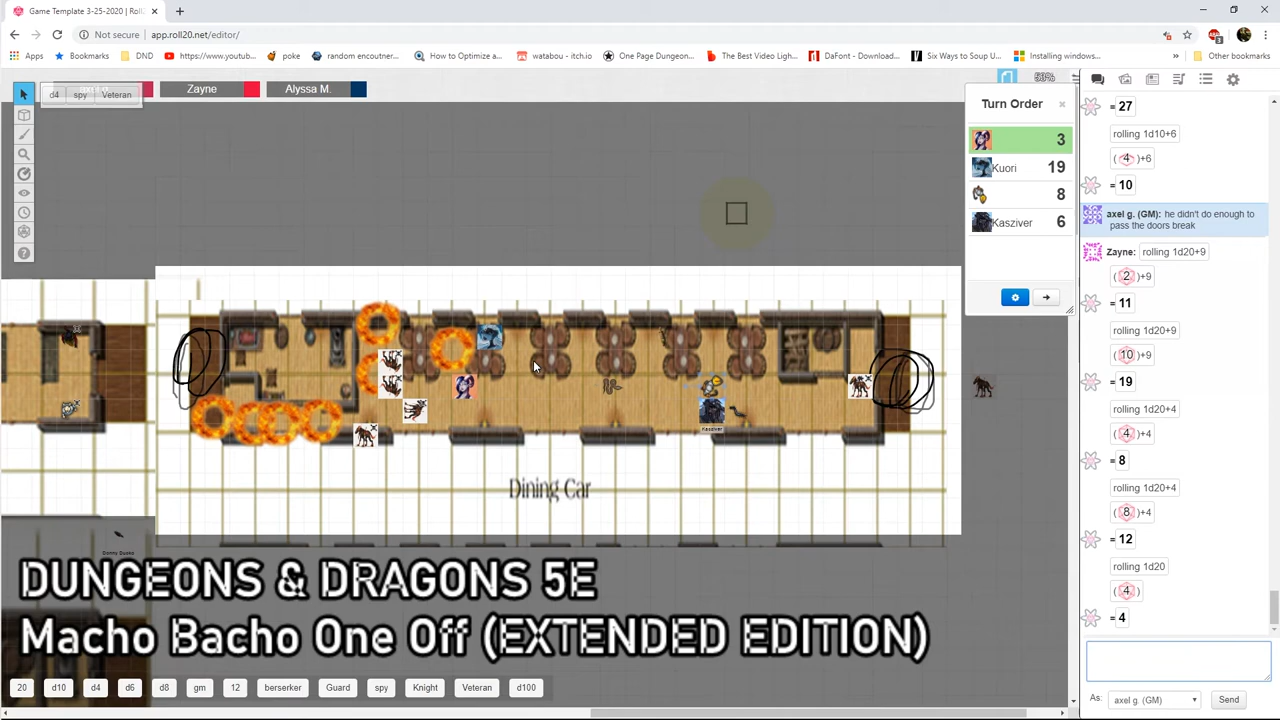 Game Template 3-25-2020 | Roll
Not secure | app.roll20.net/editor/
Apps Bookmarks DND https://www.youtube... poke random encoutner... How to Optimize a... watabou / itch.io One Page Dungeon... The Best Video Ligh... DaFont - Download... Six Ways to Soup U... Installing windows... Other bookmarks
Zayne Alyssa M. 93%
d4 spy Veteran
Turn Order
3
Kuori 19
8
Kasziver 6
= 27
rolling 1d10+6
(4)+6
= 10
axel g. (GM): he didn't do enough to
pass the doors break
Zayne: rolling 1d20+9
(2)+9
= 11
rolling 1d20+9
(10)+9
= 19
rolling 1d20+4
(4)+4
= 8
rolling 1d20+4
(8)+4
= 12
rolling 1d20
(4)
= 4
Kasziver
Dining Car
DUNGEONS & DRAGONS 5E
Macho Bacho One Off (EXTENDED EDITION)
20 d10 d4 d6 d8 gm 12 berserker Guard spy Knight Veteran d100
As: axel g. (GM) Send